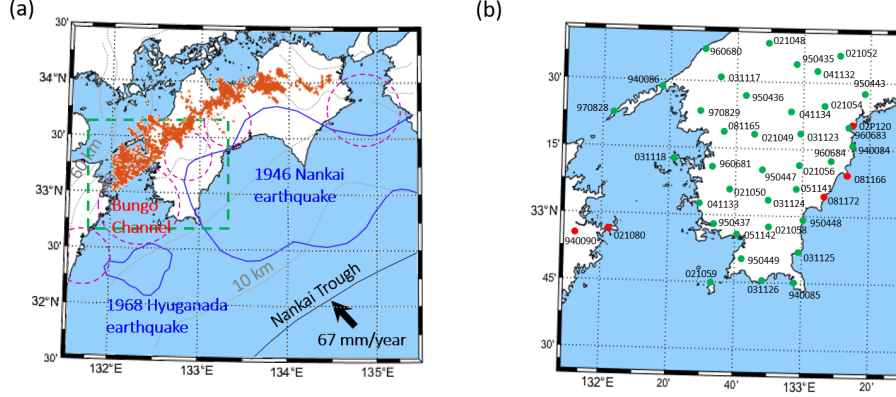 (a)
(b)
30'
34°N
30'
33°N
30'
32°N
30'
132°E
133°E
134°E
135°E
60 km
10 km
Bungo
Channel
1946 Nankai
earthquake
1968 Hyuganada
earthquake
Nankai Trough
67 mm/year
30'
15'
33°N
45'
30'
132°E
20'
40'
133°E
20'
021048
960680
021052
950435
041132
031117
940086
950443
950436
021054
970828
970829
041134
02P120
081165
021049
031123
960683
940084
031118
960681
960684
021056
950447
081166
021050
051141
041133
031124
081172
950437
021058
950448
940090
021080
051142
950449
031125
021059
031126
940085